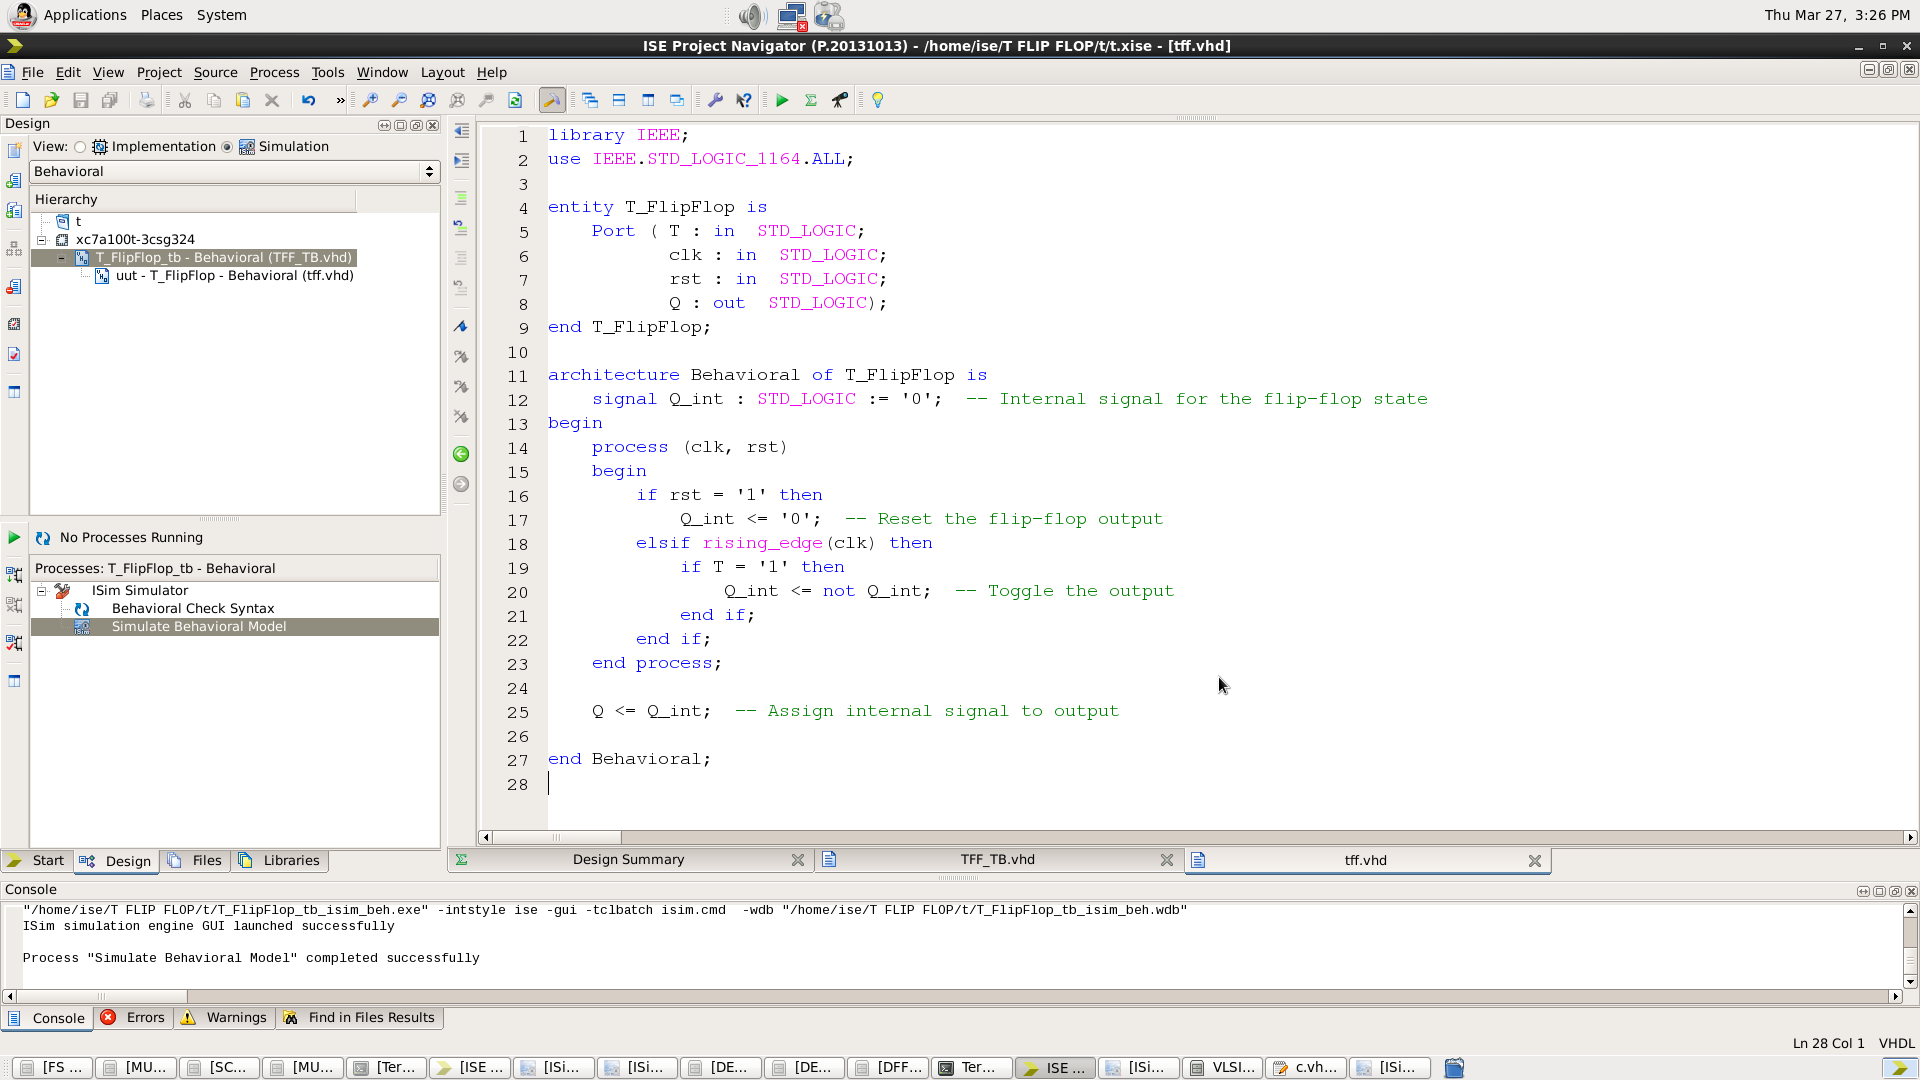 Applications Places System
Thu Mar 27, 3:26 PM
ISE Project Navigator (P.20131013) - /home/ise/T FLIP FLOP/t/t.xise - [tff.vhd]
File Edit View Project Source Process Tools Window Layout Help
»
Design
View: Implementation Simulation
Behavioral
Hierarchy
t
xc7a100t-3csg324
T_FlipFlop_tb - Behavioral (TFF_TB.vhd)
uut - T_FlipFlop - Behavioral (tff.vhd)
No Processes Running
Processes: T_FlipFlop_tb - Behavioral
ISim Simulator
Behavioral Check Syntax
Simulate Behavioral Model
Start Design Files Libraries
1 library IEEE;
2 use IEEE.STD_LOGIC_1164.ALL;
3
4 entity T_FlipFlop is
5     Port ( T : in  STD_LOGIC;
6            clk : in  STD_LOGIC;
7            rst : in  STD_LOGIC;
8            Q : out  STD_LOGIC);
9 end T_FlipFlop;
10
11 architecture Behavioral of T_FlipFlop is
12     signal Q_int : STD_LOGIC := '0';  -- Internal signal for the flip-flop state
13 begin
14     process (clk, rst)
15     begin
16         if rst = '1' then
17             Q_int <= '0';  -- Reset the flip-flop output
18         elsif rising_edge(clk) then
19             if T = '1' then
20                 Q_int <= not Q_int;  -- Toggle the output
21             end if;
22         end if;
23     end process;
24
25     Q <= Q_int;  -- Assign internal signal to output
26
27 end Behavioral;
28
Design Summary TFF_TB.vhd tff.vhd
Console
"/home/ise/T FLIP FLOP/t/T_FlipFlop_tb_isim_beh.exe" -intstyle ise -gui -tclbatch isim.cmd  -wdb "/home/ise/T FLIP FLOP/t/T_FlipFlop_tb_isim_beh.wdb"
ISim simulation engine GUI launched successfully
Process "Simulate Behavioral Model" completed successfully
Console Errors Warnings Find in Files Results
Ln 28 Col 1 VHDL
[FS ... [MU... [SC... [MU... [Ter... [ISE ... [ISi... [ISi... [DE... [DE... [DFF... Ter... ISE ... [ISi... VLSI... c.vh... [ISi...